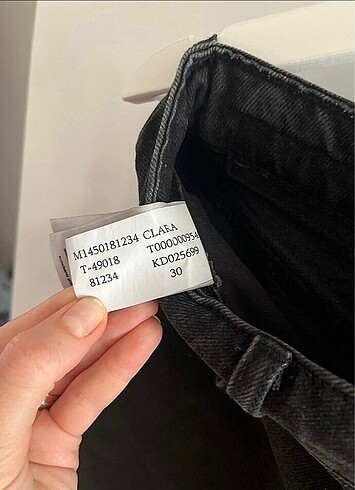 M1450181234 CLARA
T-49018 T00000095
81234 KD025699
30